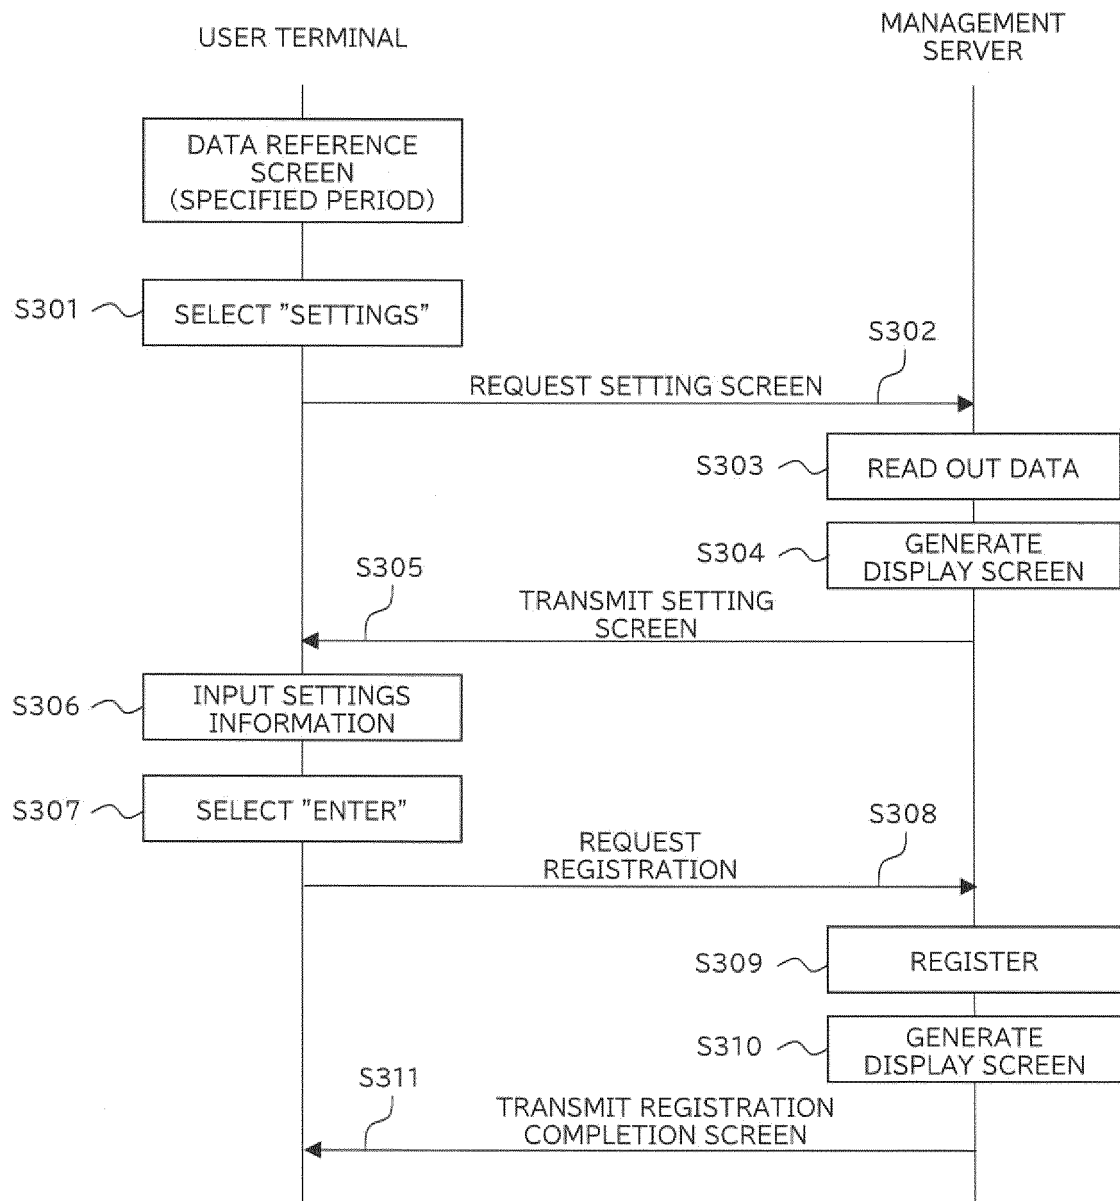 USER TERMINAL
MANAGEMENT
SERVER
DATA REFERENCE
SCREEN
(SPECIFIED PERIOD)
S301
SELECT "SETTINGS"
S302
REQUEST SETTING SCREEN
S303
READ OUT DATA
S304
GENERATE
DISPLAY SCREEN
S305
TRANSMIT SETTING
SCREEN
S306
INPUT SETTINGS
INFORMATION
S307
SELECT "ENTER"
S308
REQUEST
REGISTRATION
S309
REGISTER
S310
GENERATE
DISPLAY SCREEN
S311
TRANSMIT REGISTRATION
COMPLETION SCREEN